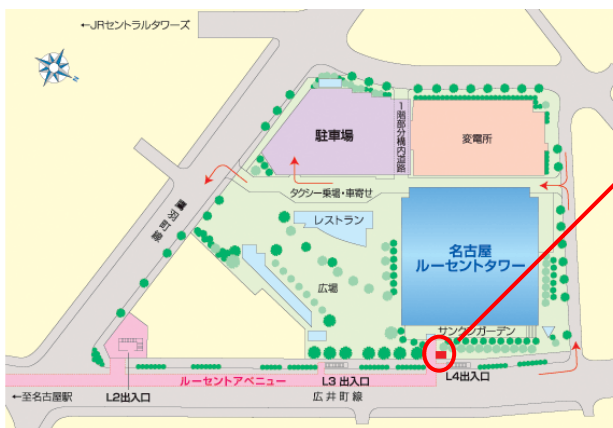 ←JRセントラルタワーズ
N
駐車場
1階部分構内道路
変電所
羽町線
タクシー乗場・車寄せ
レストラン
名古屋
ルーセントタワー
広場
サンクンガーデン
ルーセントアベニュー
L3 出入口
L4出入口
←至名古屋駅
L2出入口
広井町線